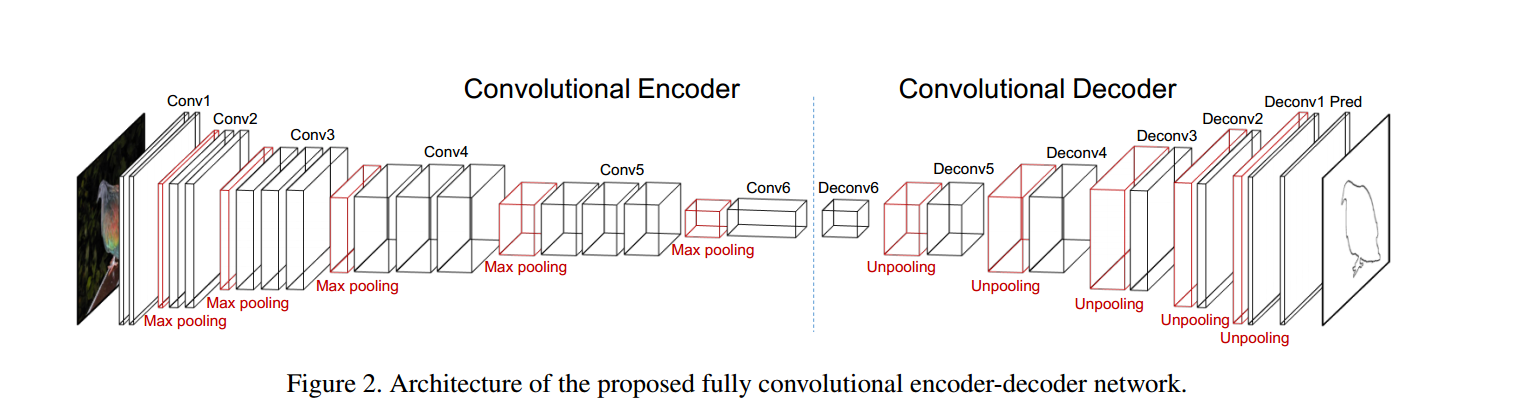 Convolutional Encoder
Convolutional Decoder
Conv1
Conv2
Conv3
Conv4
Conv5
Conv6
Deconv6
Deconv5
Deconv4
Deconv3
Deconv2
Deconv1 Pred
Max pooling
Max pooling
Max pooling
Max pooling
Max pooling
Unpooling
Unpooling
Unpooling
Unpooling
Unpooling
Figure 2. Architecture of the proposed fully convolutional encoder-decoder network.